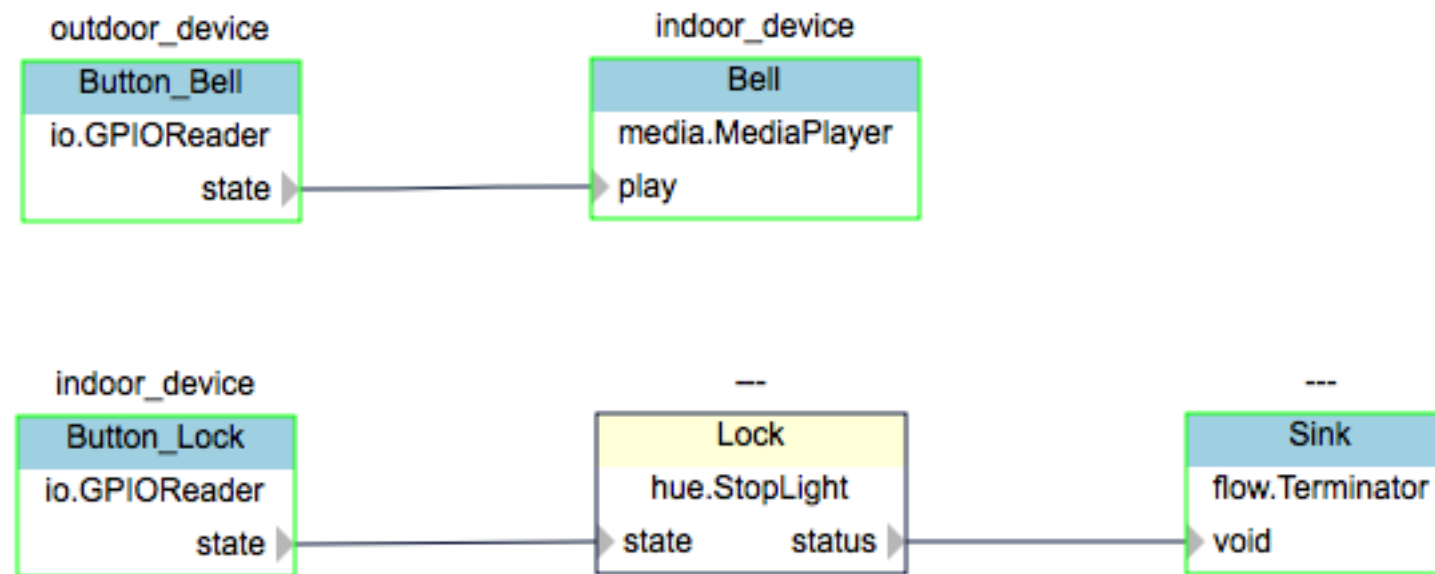 outdoor_device
indoor_device
Button_Bell
Bell
io.GPIOReader
media.MediaPlayer
state
play
indoor_device
---
---
Button_Lock
Lock
Sink
io.GPIOReader
hue.StopLight
flow.Terminator
state
state
status
void